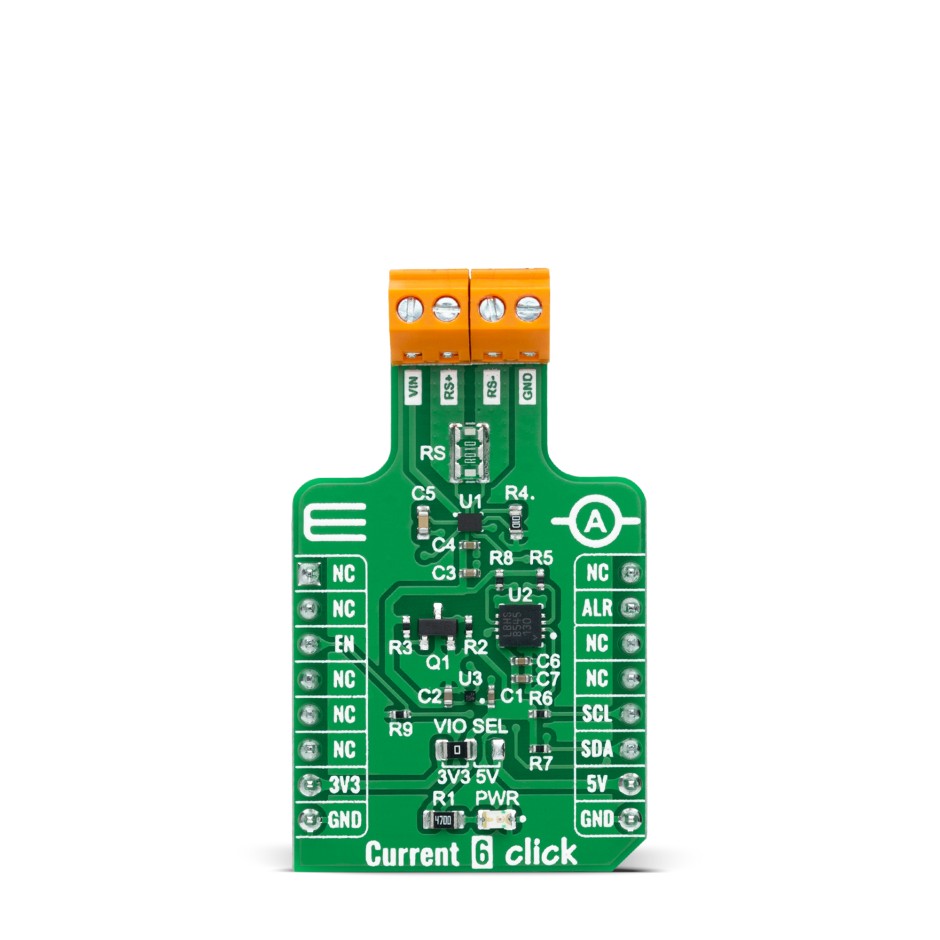 VIN RS+ RS- GND
RS
C5 U1 R4.
A
C4
C3 R8 R5
NC NC
U2
NC ALR
EN NC
R3 R2
Q1
C6
NC C7 NC
U3
C2 C1 R6
NC SCL
R9
VIO SEL
NC 0 SDA
R7
3V3 5V
3V3 5V
R1 PWR
GND 4700 GND
Current 6 click